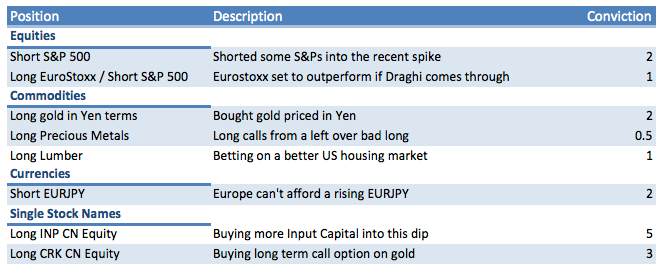 Position Description Conviction
Equities
Short S&P 500 Shorted some S&Ps into the recent spike 2
Long EuroStoxx / Short S&P 500 Eurostoxx set to outperform if Draghi comes through 1
Commodities
Long gold in Yen terms Bought gold priced in Yen 2
Long Precious Metals Long calls from a left over bad long 0.5
Long Lumber Betting on a better US housing market 1
Currencies
Short EURJPY Europe can't afford a rising EURJPY 2
Single Stock Names
Long INP CN Equity Buying more Input Capital into this dip 5
Long CRK CN Equity Buying long term call option on gold 3